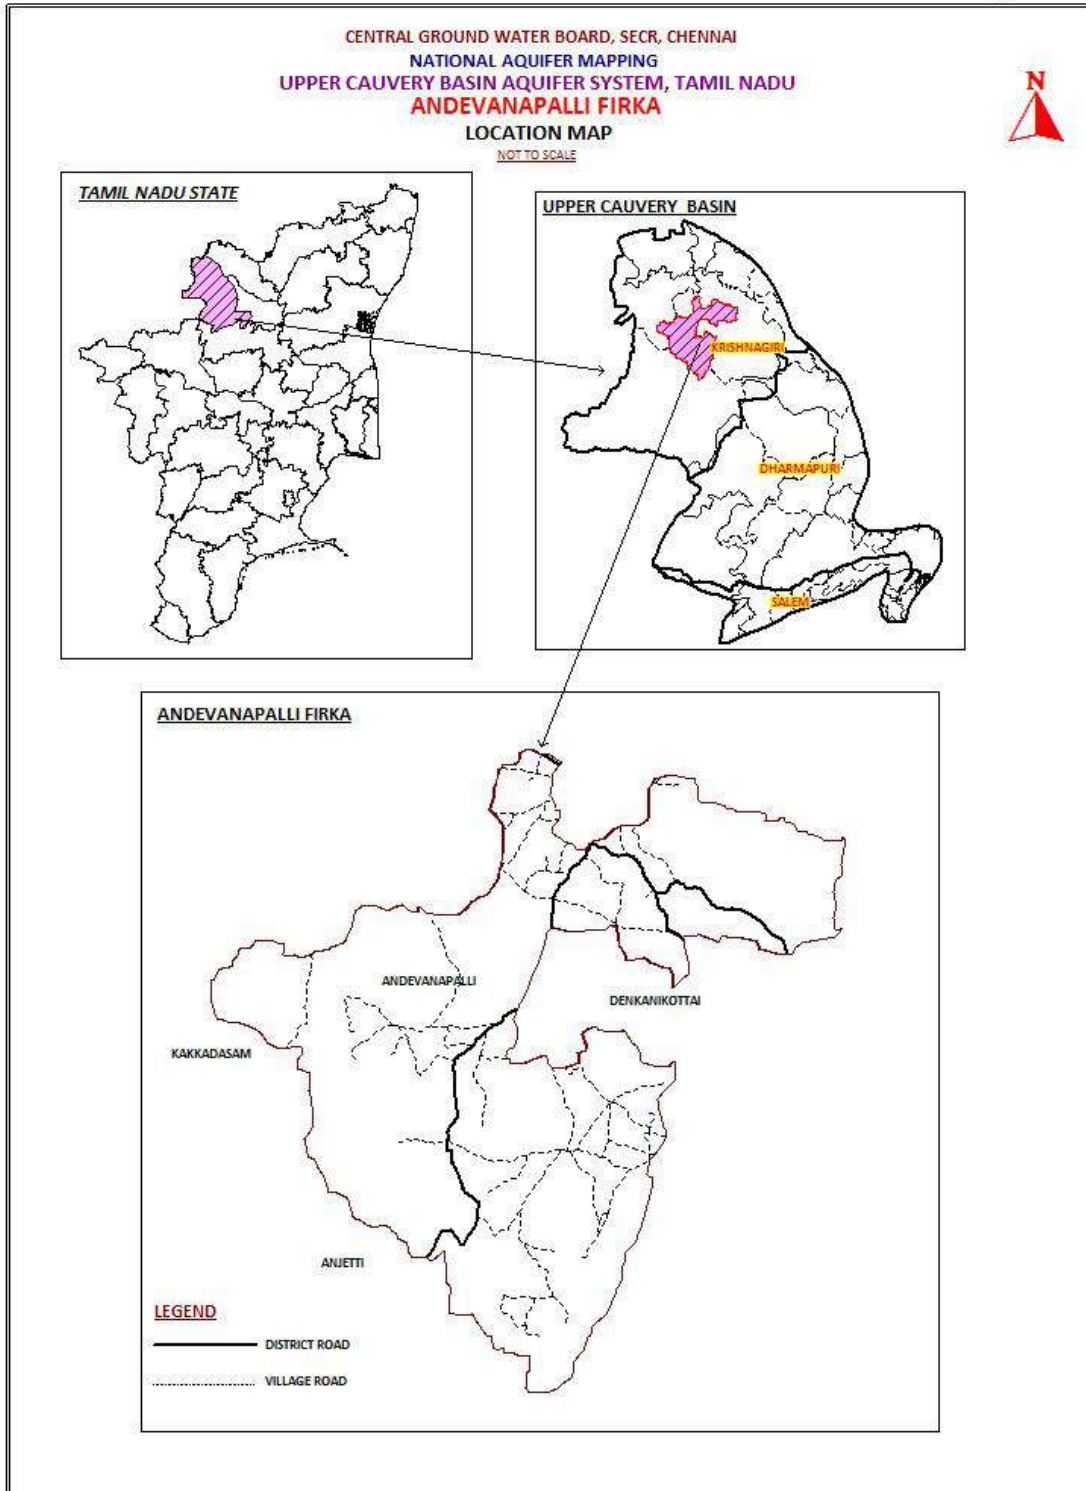 CENTRAL GROUND WATER BOARD, SECR, CHENNAI
NATIONAL AQUIFER MAPPING
UPPER CAUVERY BASIN AQUIFER SYSTEM, TAMIL NADU
ANDEVANAPALLI FIRKA
LOCATION MAP
NOT TO SCALE
N
TAMIL NADU STATE
UPPER CAUVERY BASIN
KRISHNAGIRI
DHARMAPURI
SALEM
ANDEVANAPALLI FIRKA
ANDEVANAPALLI
DENKANIKOTTAI
KAKKADASAM
ANJETTI
LEGEND
DISTRICT ROAD
VILLAGE ROAD